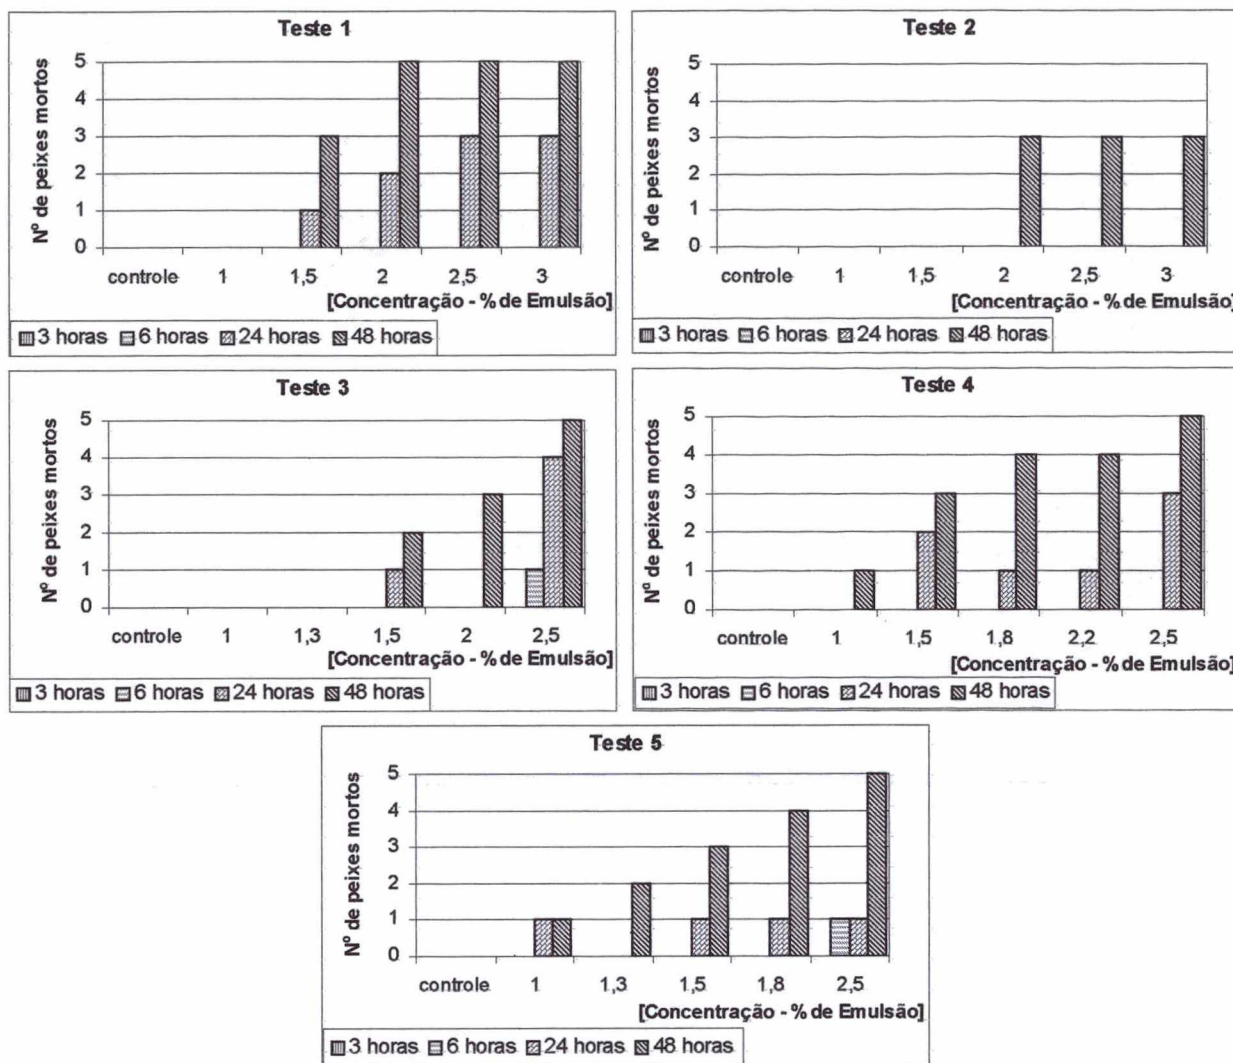 Teste 1
Nº de peixes mortos
5
4
3
2
1
0
controle 1 1,5 2 2,5 3
[Concentração - % de Emulsão]
3 horas 6 horas 24 horas 48 horas
Teste 2
Nº de peixes mortos
5
4
3
2
1
0
controle 1 1,5 2 2,5 3
[Concentração - % de Emulsão]
3 horas 6 horas 24 horas 48 horas
Teste 3
Nº de peixes mortos
5
4
3
2
1
0
controle 1 1,3 1,5 2 2,5
[Concentração - % de Emulsão]
3 horas 6 horas 24 horas 48 horas
Teste 4
Nº de peixes mortos
5
4
3
2
1
0
controle 1 1,5 1,8 2,2 2,5
[Concentração - % de Emulsão]
3 horas 6 horas 24 horas 48 horas
Teste 5
Nº de peixes mortos
5
4
3
2
1
0
controle 1 1,3 1,5 1,8 2,5
[Concentração - % de Emulsão]
3 horas 6 horas 24 horas 48 horas